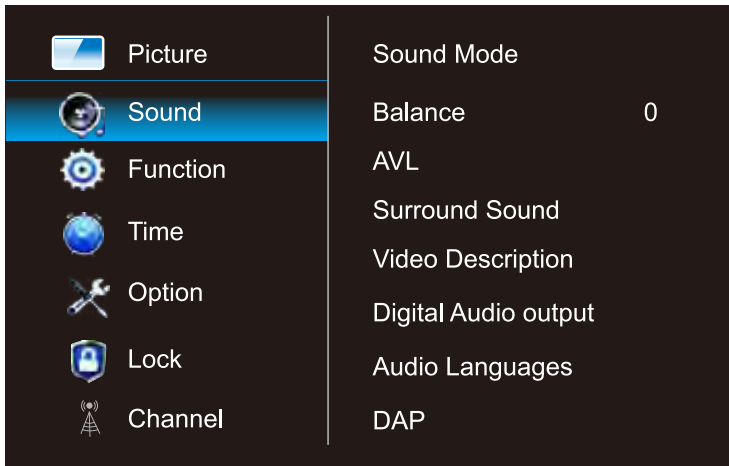 Picture
Sound
Function
Time
Option
Lock
Channel
Sound Mode
Balance 0
AVL
Surround Sound
Video Description
Digital Audio output
Audio Languages
DAP